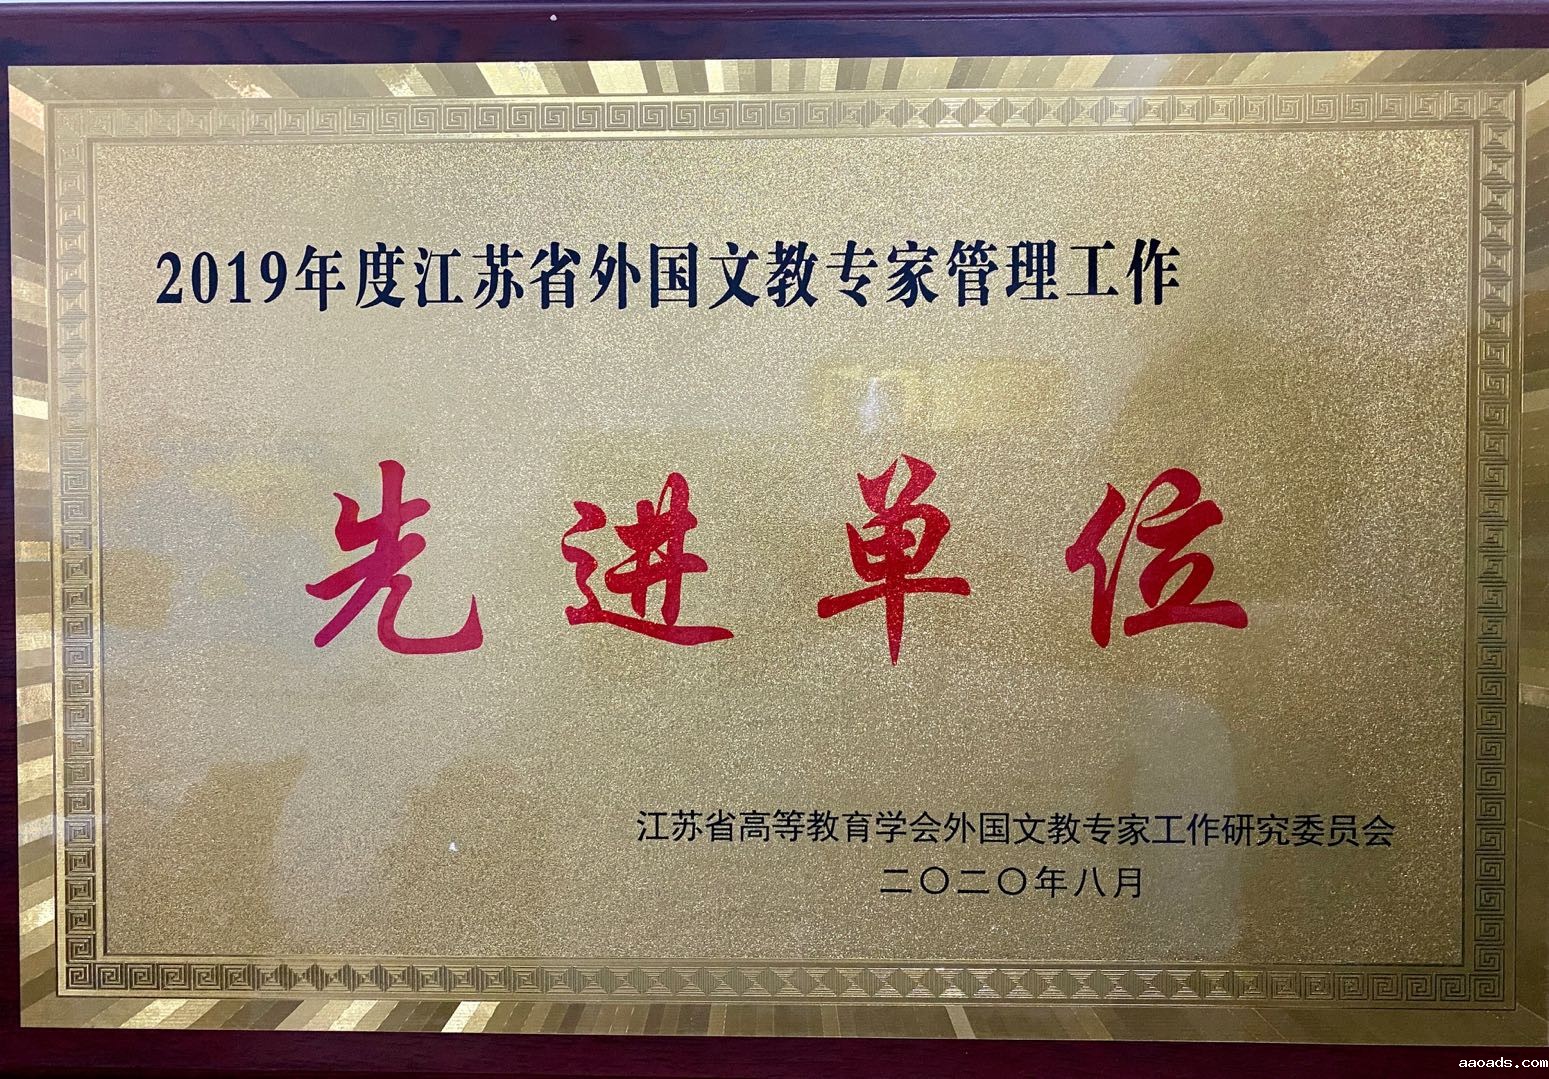 2019年度江苏省外国文教专家管理工作
先进单位
江苏省高等教育学会外国文教专家工作研究委员会
二〇二〇年八月
aaoads.com